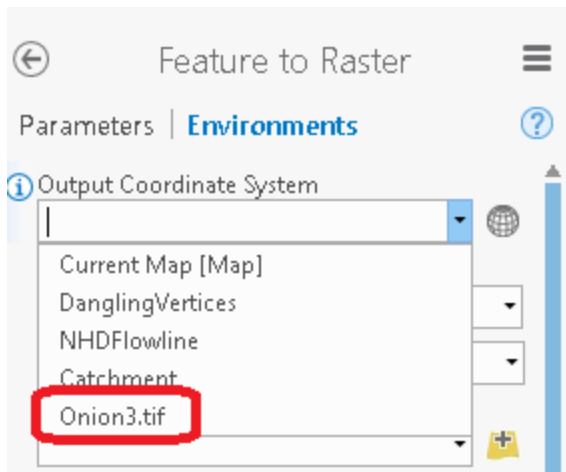 Feature to Raster
Parameters | Environments
Output Coordinate System
Current Map [Map]
DanglingVertices
NHDFlowline
Catchment
Onion3.tif